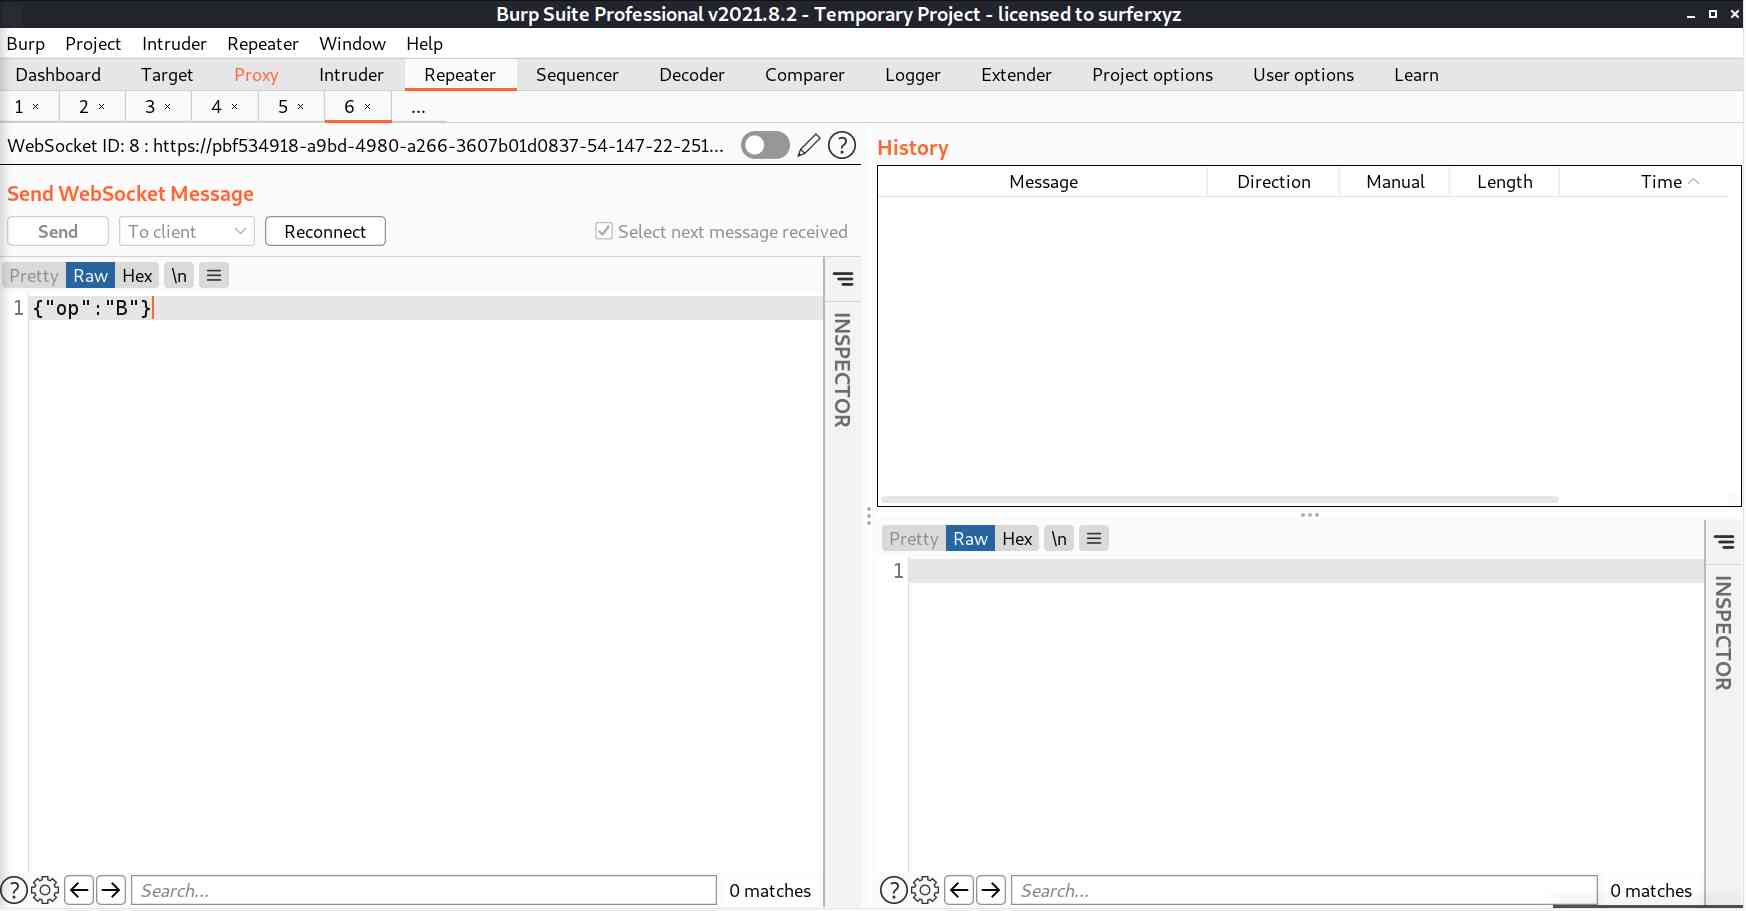 Burp Suite Professional v2021.8.2 - Temporary Project - licensed to surferxyz
Burp Project Intruder Repeater Window Help
Dashboard Target Proxy Intruder Repeater Sequencer Decoder Comparer Logger Extender Project options User options Learn
1 × 2 × 3 × 4 × 5 × 6 × ...
WebSocket ID: 8 : https://pbf534918-a9bd-4980-a266-3607b01d0837-54-147-22-251...
Send WebSocket Message
Send To client Reconnect Select next message received
Pretty Raw Hex \n
1 {"op":"B"}
INSPECTOR
Search... 0 matches
History
Message Direction Manual Length Time
Pretty Raw Hex \n
1
INSPECTOR
Search... 0 matches